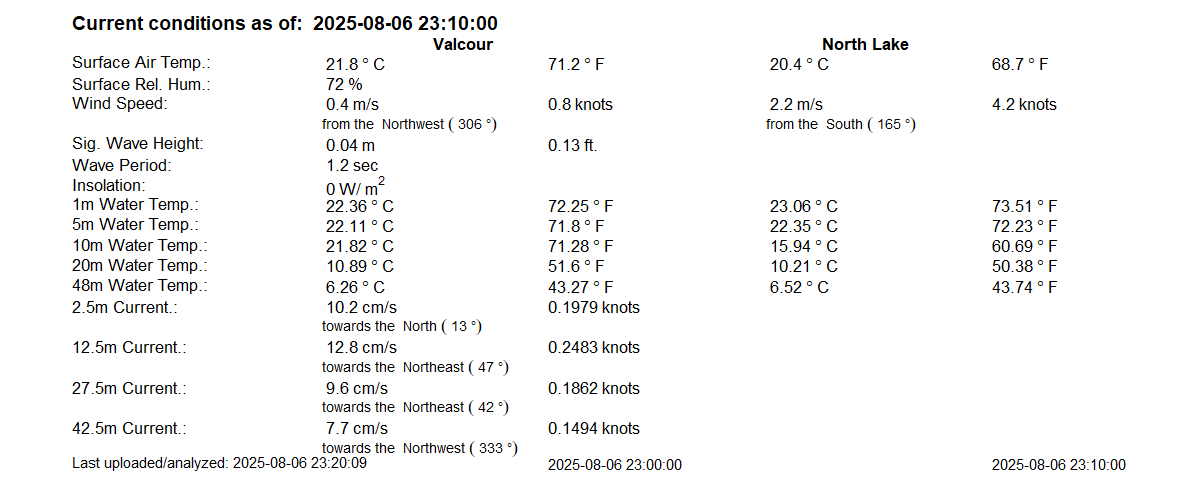 Current conditions as of:  2025-08-06 23:10:00
Valcour North Lake
Surface Air Temp.: 21.8 ° C 71.2 ° F 20.4 ° C 68.7 ° F
Surface Rel. Hum.: 72 %
Wind Speed: 0.4 m/s 0.8 knots 2.2 m/s 4.2 knots
from the Northwest ( 306 °) from the South ( 165 °)
Sig. Wave Height: 0.04 m 0.13 ft.
Wave Period: 1.2 sec
Insolation: 0 W/ m²
1m Water Temp.: 22.36 ° C 72.25 ° F 23.06 ° C 73.51 ° F
5m Water Temp.: 22.11 ° C 71.8 ° F 22.35 ° C 72.23 ° F
10m Water Temp.: 21.82 ° C 71.28 ° F 15.94 ° C 60.69 ° F
20m Water Temp.: 10.89 ° C 51.6 ° F 10.21 ° C 50.38 ° F
48m Water Temp.: 6.26 ° C 43.27 ° F 6.52 ° C 43.74 ° F
2.5m Current.: 10.2 cm/s 0.1979 knots
towards the North ( 13 °)
12.5m Current.: 12.8 cm/s 0.2483 knots
towards the Northeast ( 47 °)
27.5m Current.: 9.6 cm/s 0.1862 knots
towards the Northeast ( 42 °)
42.5m Current.: 7.7 cm/s 0.1494 knots
towards the Northwest ( 333 °)
Last uploaded/analyzed: 2025-08-06 23:20:09 2025-08-06 23:00:00 2025-08-06 23:10:00